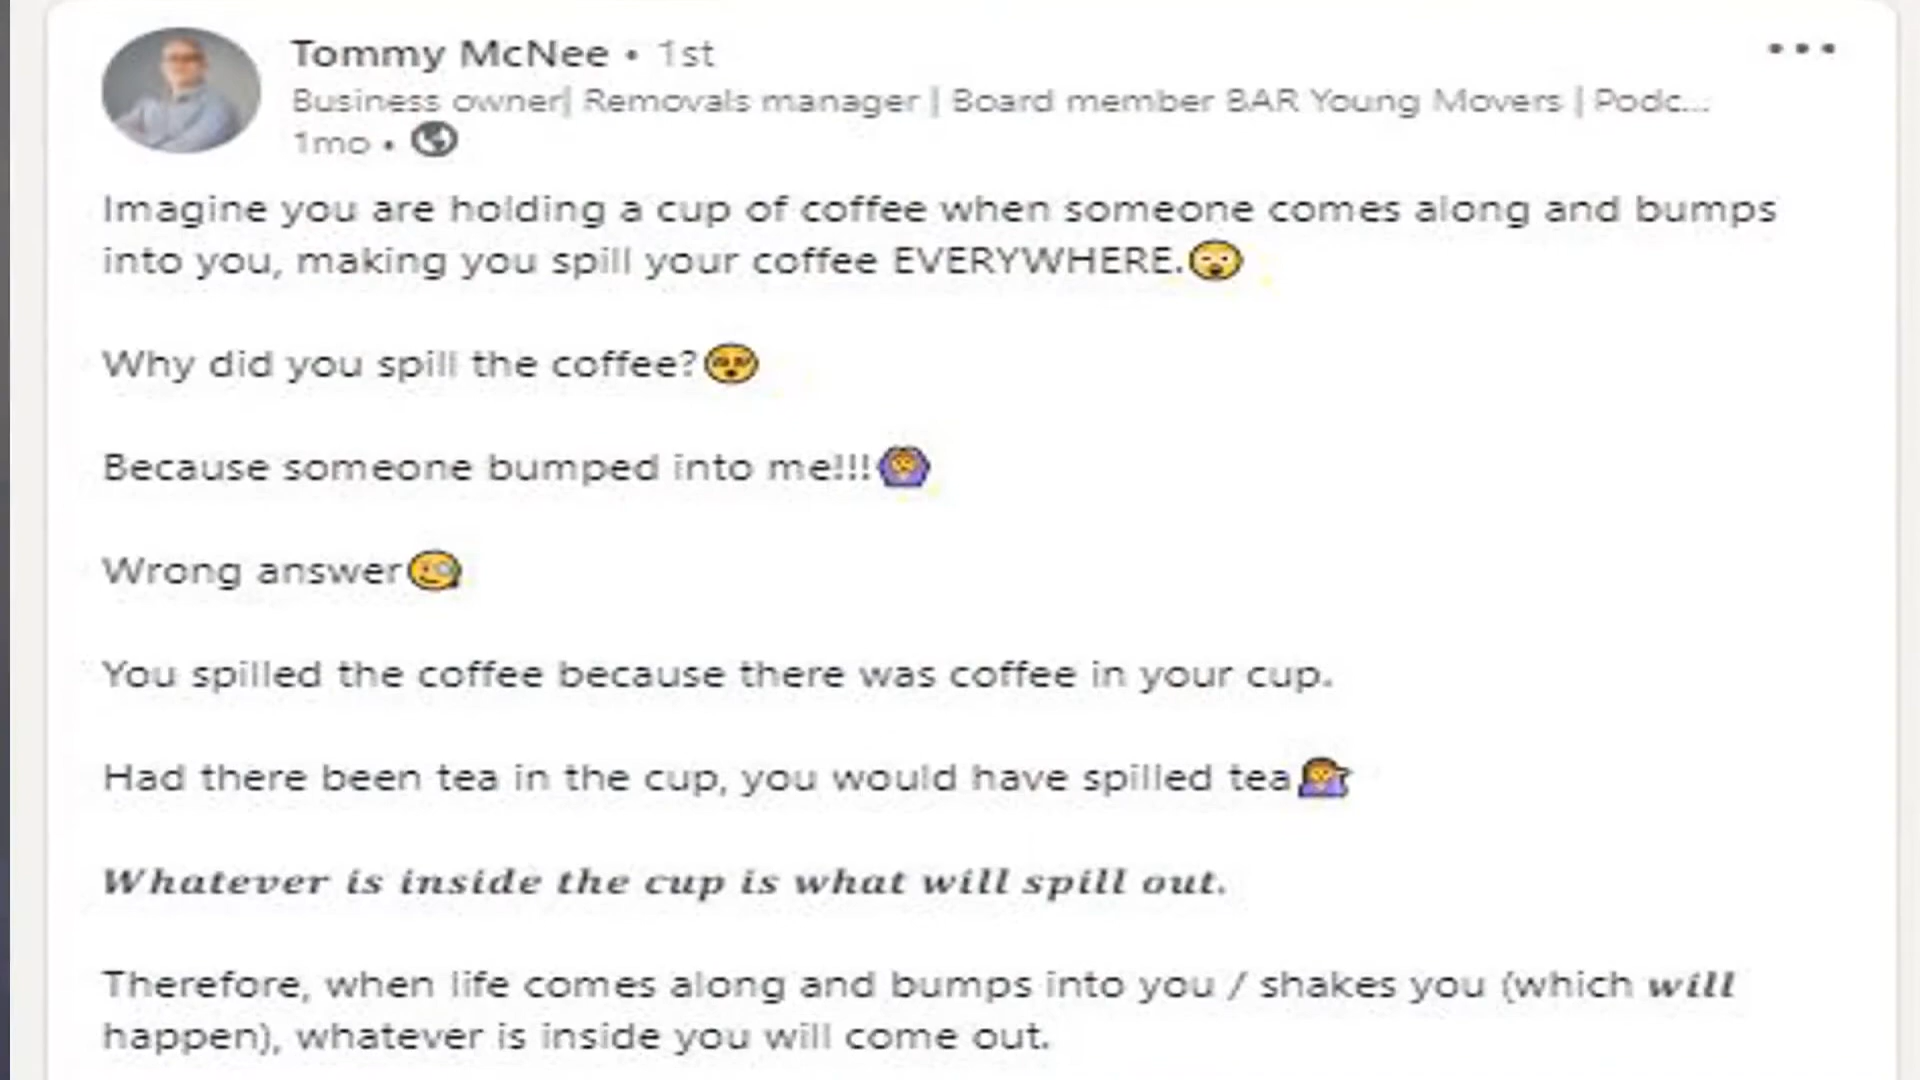 Tommy McNee • 1st
Business owner| Removals manager | Board member BAR Young Movers | Podc...
1mo •
Imagine you are holding a cup of coffee when someone comes along and bumps
into you, making you spill your coffee EVERYWHERE.😮
Why did you spill the coffee?
Because someone bumped into me!!!
Wrong answer🧐
You spilled the coffee because there was coffee in your cup.
Had there been tea in the cup, you would have spilled tea
Whatever is inside the cup is what will spill out.
Therefore, when life comes along and bumps into you / shakes you (which will
happen), whatever is inside you will come out.